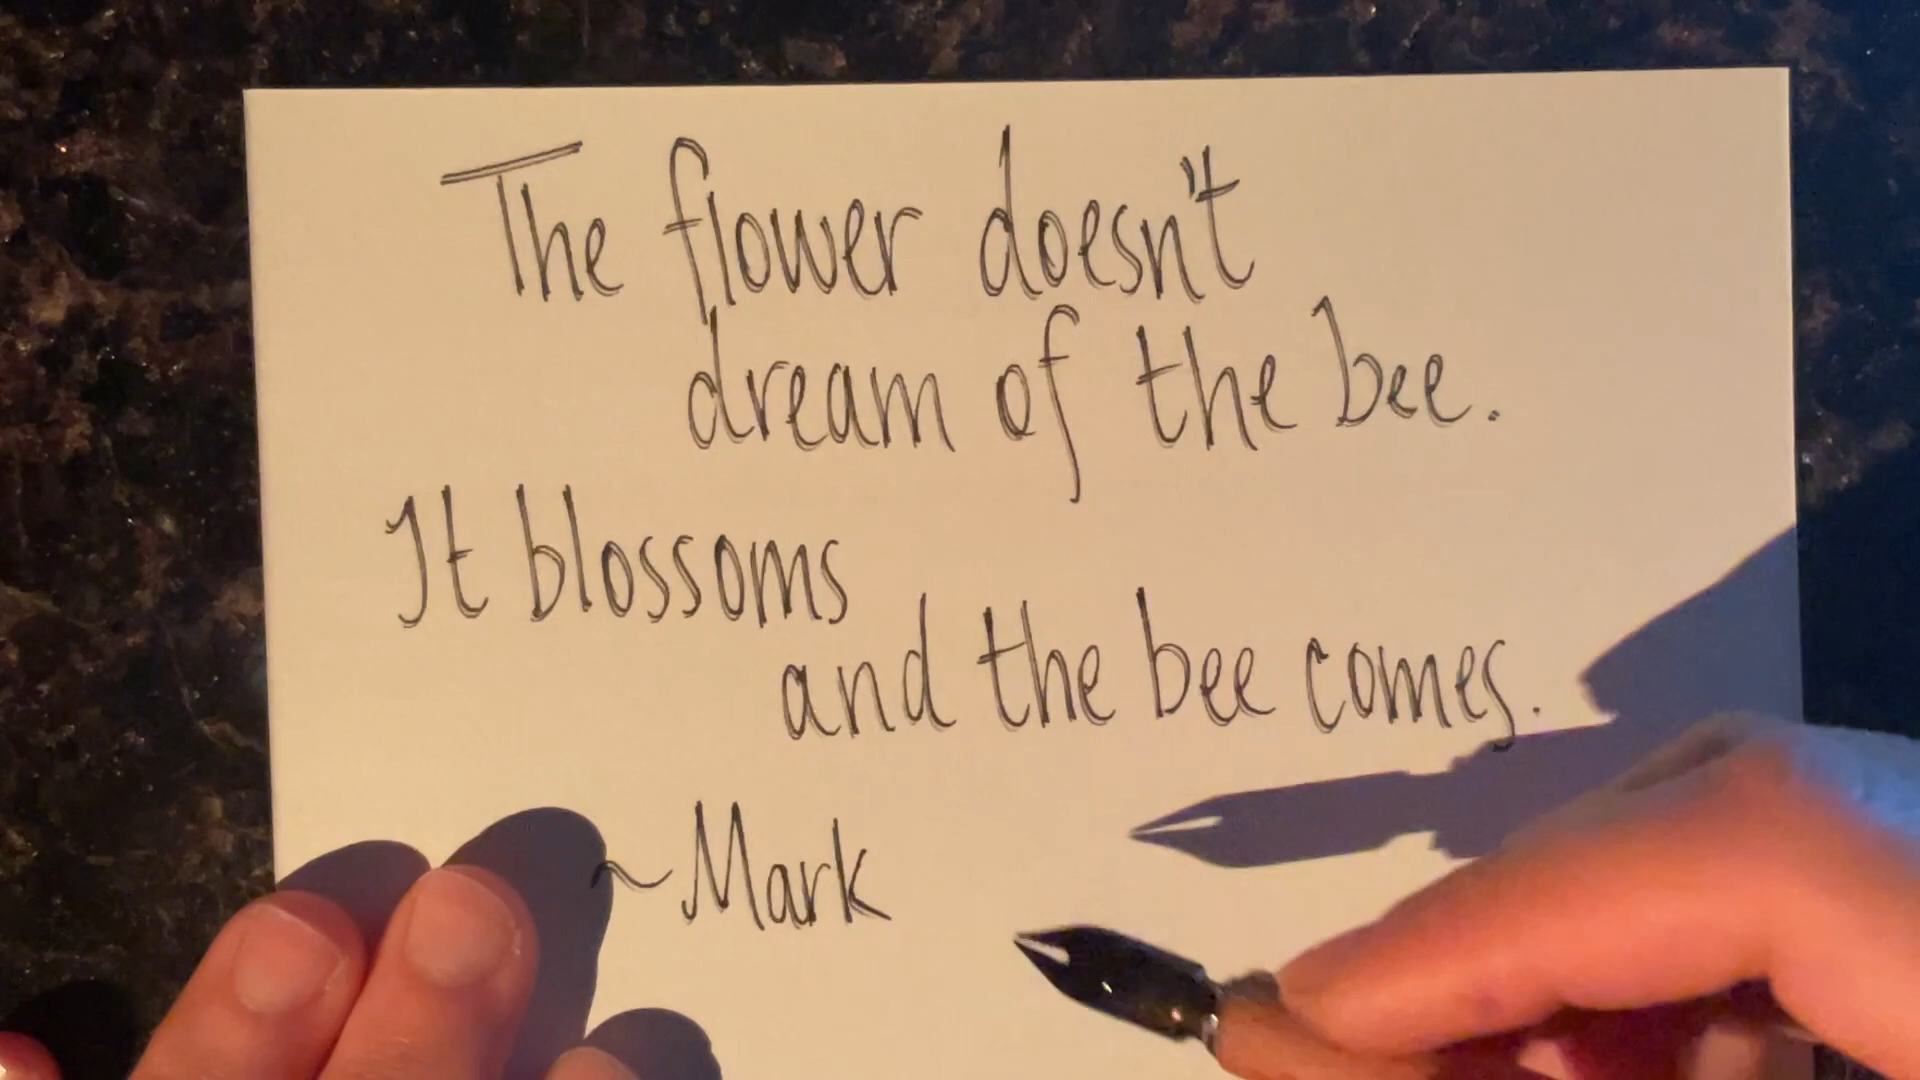 The flower doesn't
dream of the bee.
It blossoms
and the bee comes.
~Mark